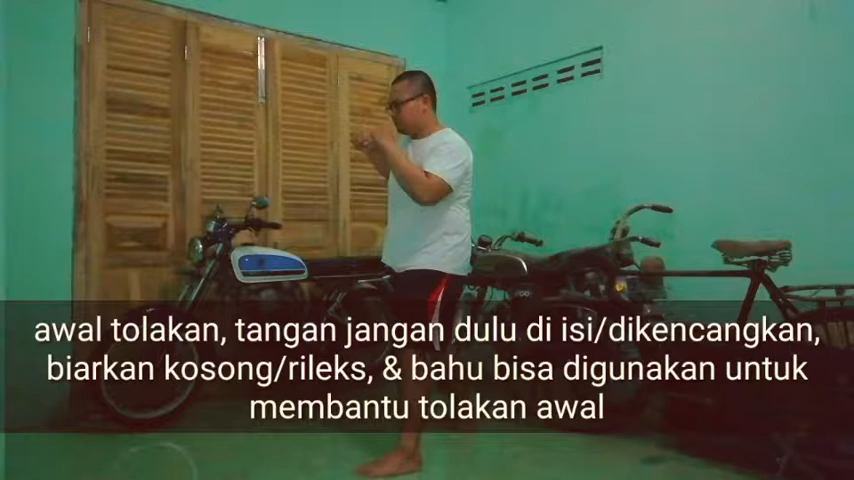 awal tolakan, tangan jangan dulu di isi/dikencangkan,
biarkan kosong/rileks, & bahu bisa digunakan untuk
membantu tolakan awal